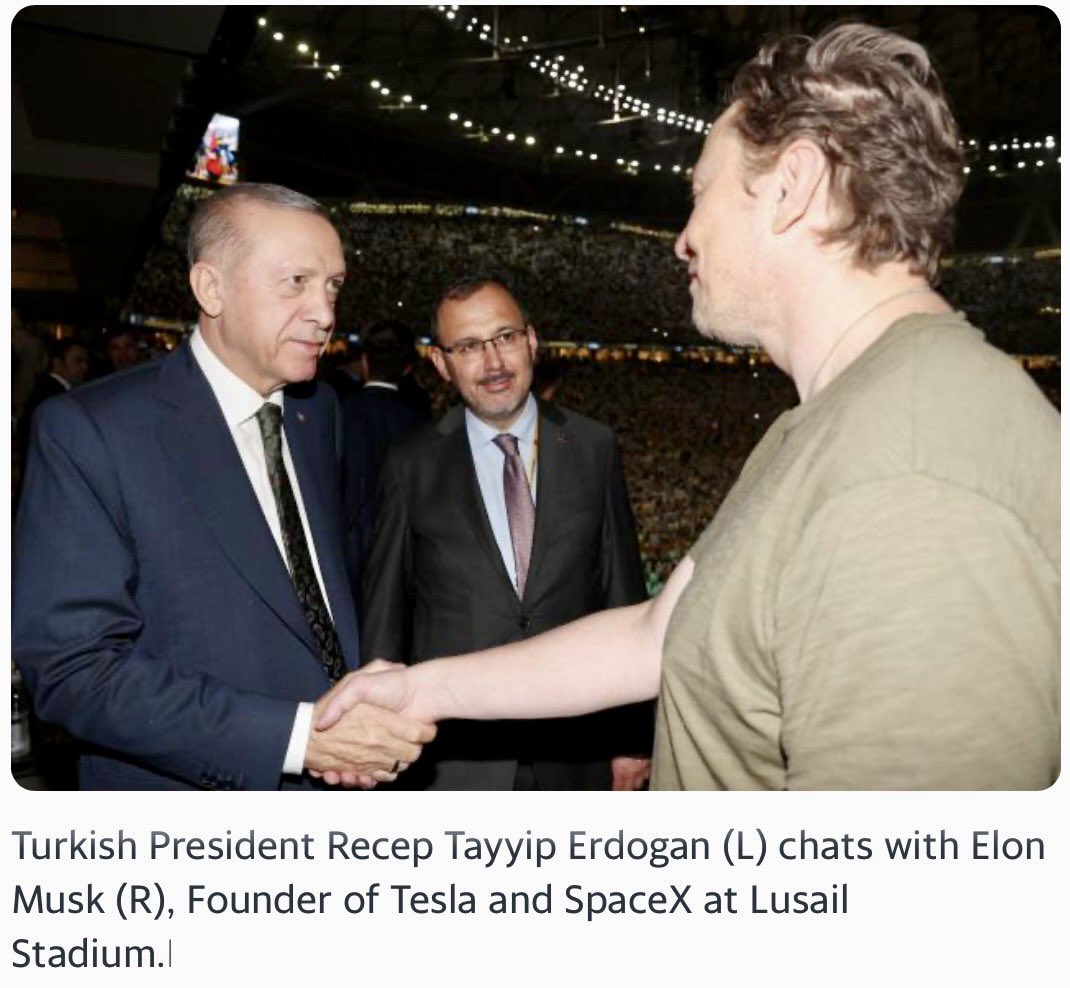 Turkish President Recep Tayyip Erdogan (L) chats with Elon
Musk (R), Founder of Tesla and SpaceX at Lusail
Stadium.